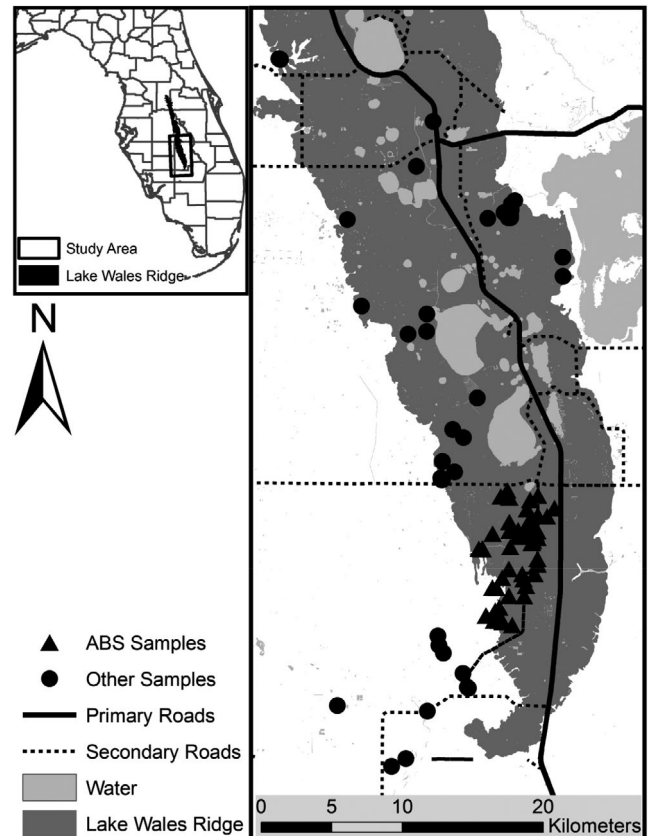 Study Area
Lake Wales Ridge
N
ABS Samples
Other Samples
Primary Roads
Secondary Roads
Water
Lake Wales Ridge
0 5 10 20
Kilometers